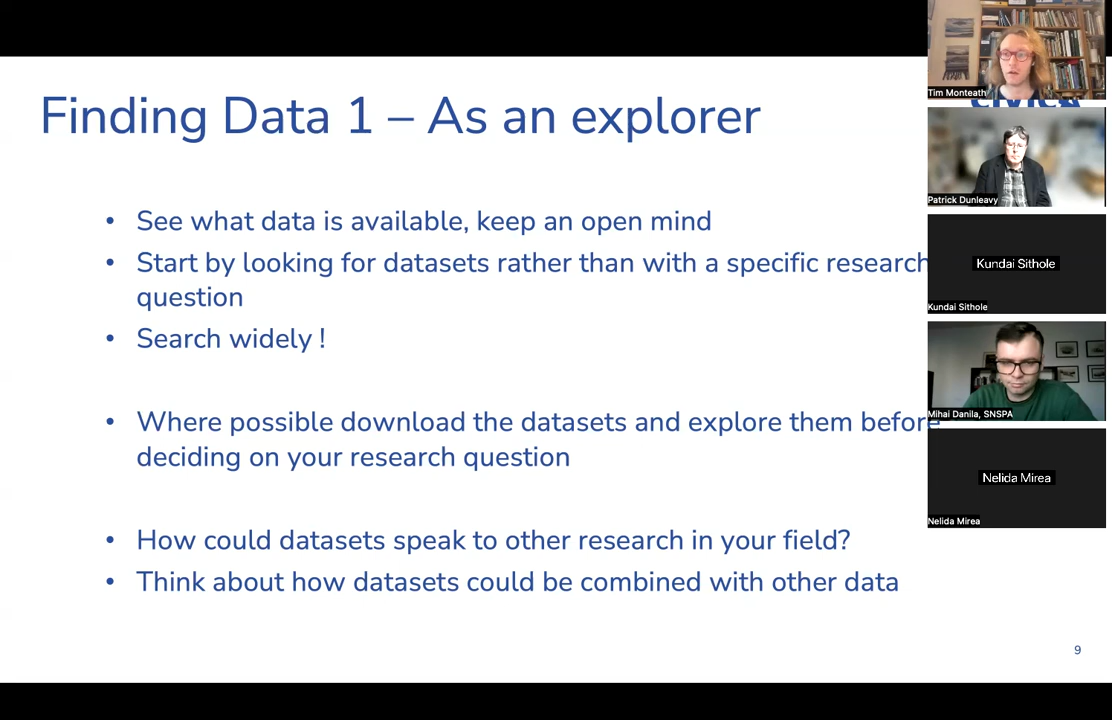 Finding Data 1 – As an explorer
• See what data is available, keep an open mind
• Start by looking for datasets rather than with a specific research
question
• Search widely !
• Where possible download the datasets and explore them before
deciding on your research question
• How could datasets speak to other research in your field?
• Think about how datasets could be combined with other data
9
Tim Monteath
Patrick Dunleavy
Kundai Sithole
Kundai Sithole
Mihai Danila, SNSPA
Nelida Mirea
Nelida Mirea